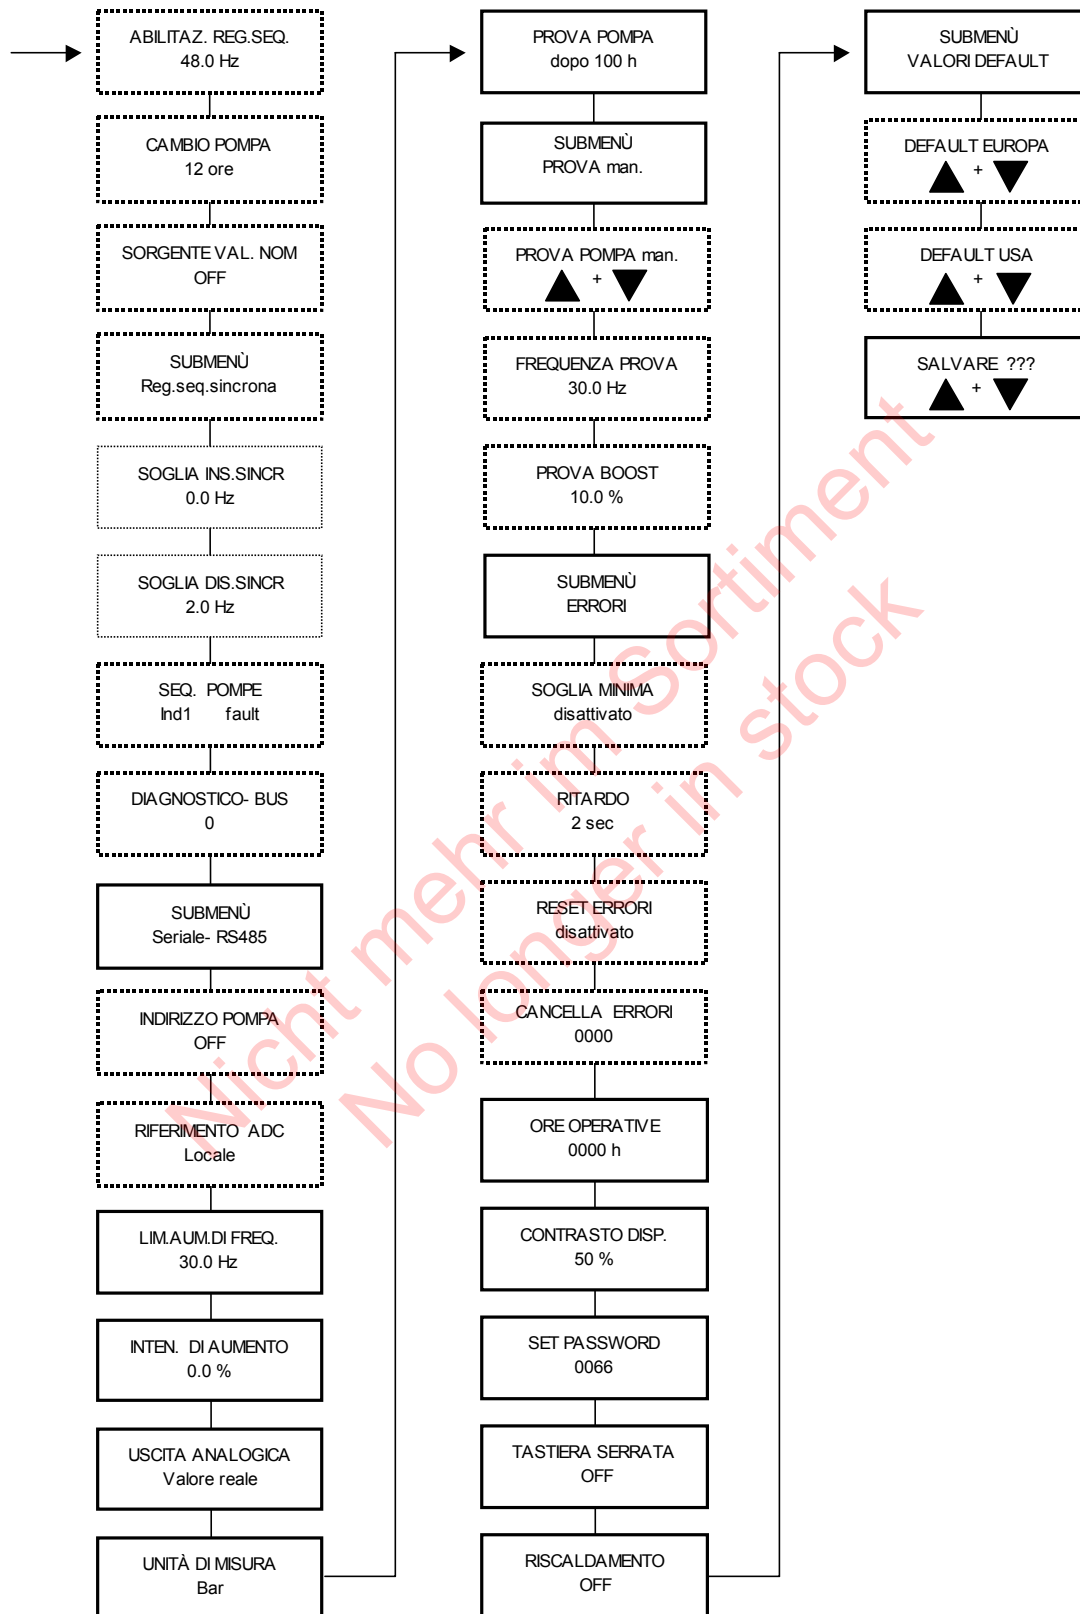 ABILITAZ. REG.SEQ.
48.0 Hz
CAMBIO POMPA
12 ore
SORGENTE VAL. NOM
OFF
SUBMENÙ
Reg.seq.sincrona
SOGLIA INS.SINCR
0.0 Hz
SOGLIA DIS.SINCR
2.0 Hz
SEQ. POMPE
Ind1 fault
DIAGNOSTICO- BUS
0
SUBMENÙ
Seriale- RS485
INDIRIZZO POMPA
OFF
RIFERIMENTO ADC
Locale
LIM.AUM.DI FREQ.
30.0 Hz
INTEN. DI AUMENTO
0.0 %
USCITA ANALOGICA
Valore reale
UNITÀ DI MISURA
Bar
PROVA POMPA
dopo 100 h
SUBMENÙ
PROVA man.
PROVA POMPA man.
+
FREQUENZA PROVA
30.0 Hz
PROVA BOOST
10.0 %
SUBMENÙ
ERRORI
SOGLIA MINIMA
disattivato
RITARDO
2 sec
RESET ERRORI
disattivato
CANCELLA ERRORI
0000
ORE OPERATIVE
0000 h
CONTRASTO DISP.
50 %
SET PASSWORD
0066
TASTIERA SERRATA
OFF
RISCALDAMENTO
OFF
SUBMENÙ
VALORI DEFAULT
DEFAULT EUROPA
+
DEFAULT USA
+
SALVARE ???
+
Nicht mehr im Sortiment
No longer in stock